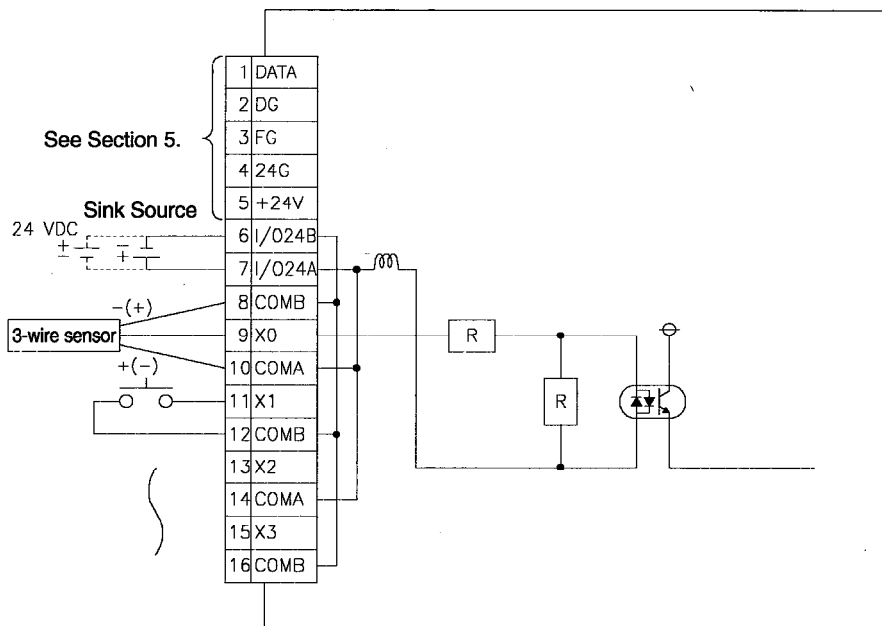 1 DATA
2 DG
3 FG
See Section 5.
4 24G
5 +24V
Sink Source
24 VDC
6 I/O24B
7 I/O24A
8 COMB
-(+)
3-wire sensor
9 X0
R
10 COMA
+(-)
11 X1
R
12 COMB
13 X2
14 COMA
15 X3
16 COMB